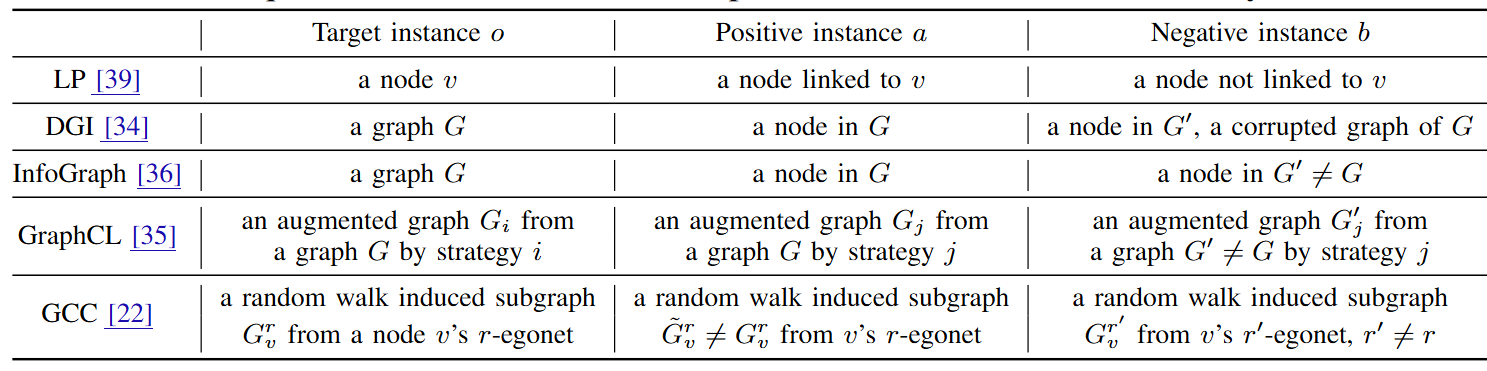 Target instance o Positive instance a Negative instance b
LP [39] a node v a node linked to v a node not linked to v
DGI [34] a graph G a node in G a node in G′, a corrupted graph of G
InfoGraph [36] a graph G a node in G a node in G′ ≠ G
GraphCL [35] an augmented graph G_i from a graph G by strategy i an augmented graph G_j from a graph G by strategy j an augmented graph G′_j from a graph G′ ≠ G by strategy j
GCC [22] a random walk induced subgraph G_v^r from a node v's r-egonet a random walk induced subgraph G̃_v^r ≠ G_v^r from v's r-egonet a random walk induced subgraph G_v^r′ from v's r′-egonet, r′ ≠ r